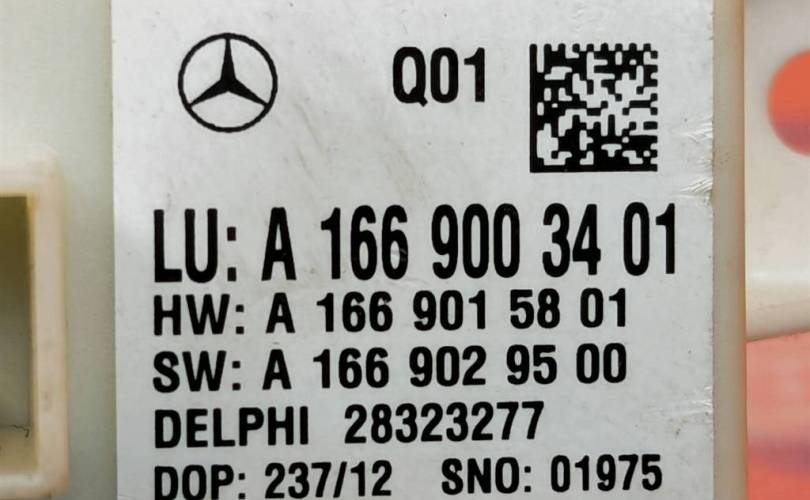 Q01
LU: A 166 900 34 01
HW: A 166 901 58 01
SW: A 166 902 95 00
DELPHI 28323277
DOP: 237/12 SNO: 01975